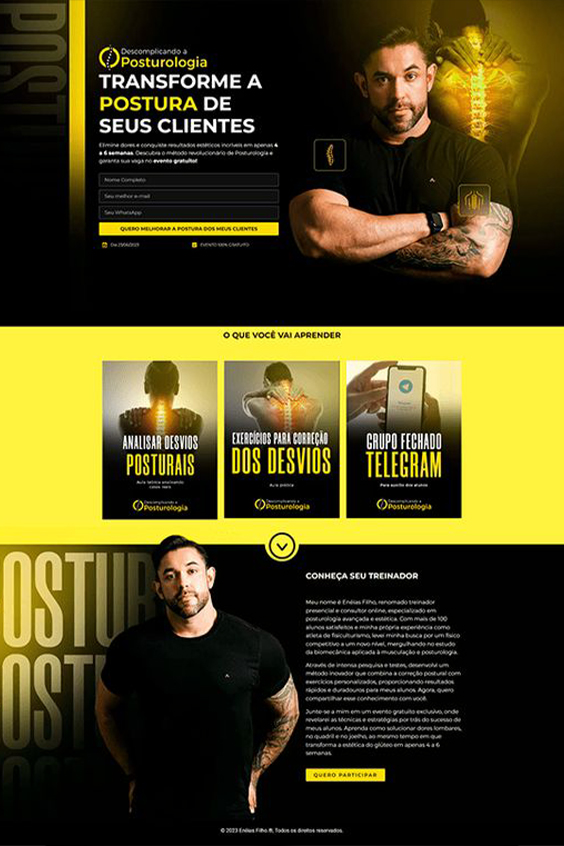 POST
Descomplicando a
Posturologia
TRANSFORME A
POSTURA DE
SEUS CLIENTES
Elimine dores e conquiste resultados estéticos incríveis em apenas 4
a 6 semanas. Descubra o método revolucionário de Posturologia e
garanta sua vaga no evento gratuito!
Nome Completo
Seu melhor e-mail
Seu WhatsApp
QUERO MELHORAR A POSTURA DOS MEUS CLIENTES
EVENTO 100% GRATUITO
O QUE VOCÊ VAI APRENDER
ANALISAR DESVIOS
POSTURAIS
Aula teórica analisando
casos reais
Descomplicando a
Posturologia
EXERCÍCIOS PARA CORREÇÃO
DOS DESVIOS
Aula prática
Descomplicando a
Posturologia
GRUPO FECHADO
TELEGRAM
Para auxílio dos alunos
Descomplicando a
Posturologia
OSTUR
OSTU
CONHEÇA SEU TREINADOR
Meu nome é Enéias Filho, renomado treinador
presencial e consultor online, especializado em
posturologia avançada e estética. Com mais de 100
alunos satisfeitos e minha própria experiência como
atleta de fisiculturismo, levei minha busca por um físico
competitivo a um novo nível, mergulhando no estudo
da biomecânica aplicada à musculação e posturologia.
Através de intensa pesquisa e testes, desenvolvi um
método inovador que combina a correção postural com
exercícios personalizados, proporcionando resultados
rápidos e duradouros para meus alunos. Agora, quero
compartilhar esse conhecimento com você.
Junte-se a mim em um evento gratuito exclusivo, onde
revelarei as técnicas e estratégias por trás do sucesso de
meus alunos. Aprenda como solucionar dores lombares,
no quadril e no joelho, ao mesmo tempo em que
transforma a estética do glúteo em apenas 4 a 6
semanas.
QUERO PARTICIPAR
© 2023 Enéias Filho ®, Todos os direitos reservados.